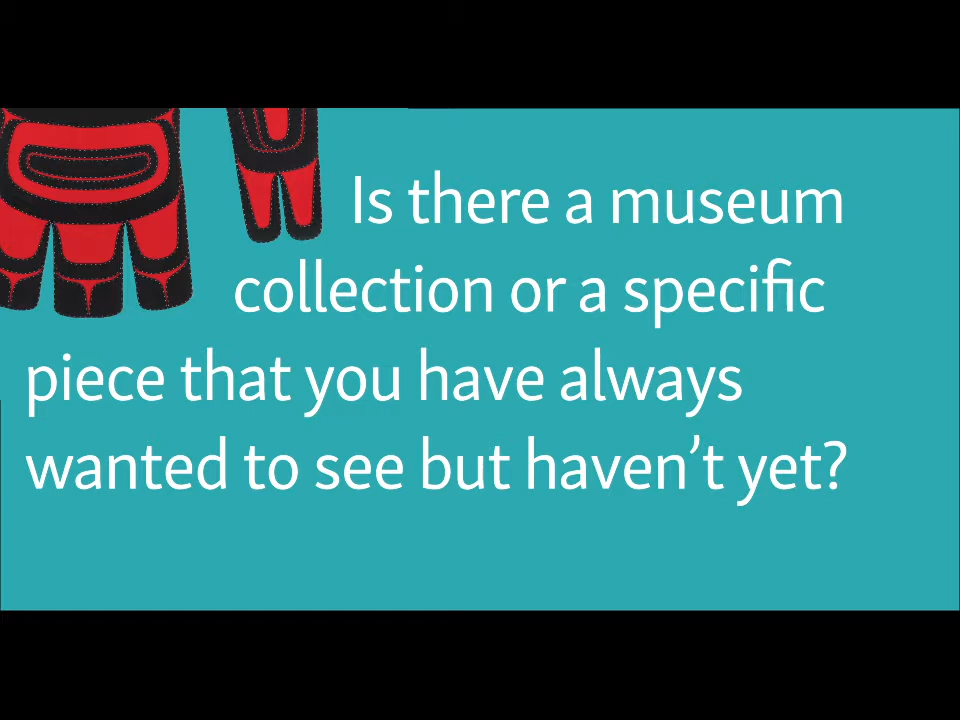 Is there a museum
collection or a specific
piece that you have always
wanted to see but haven’t yet?